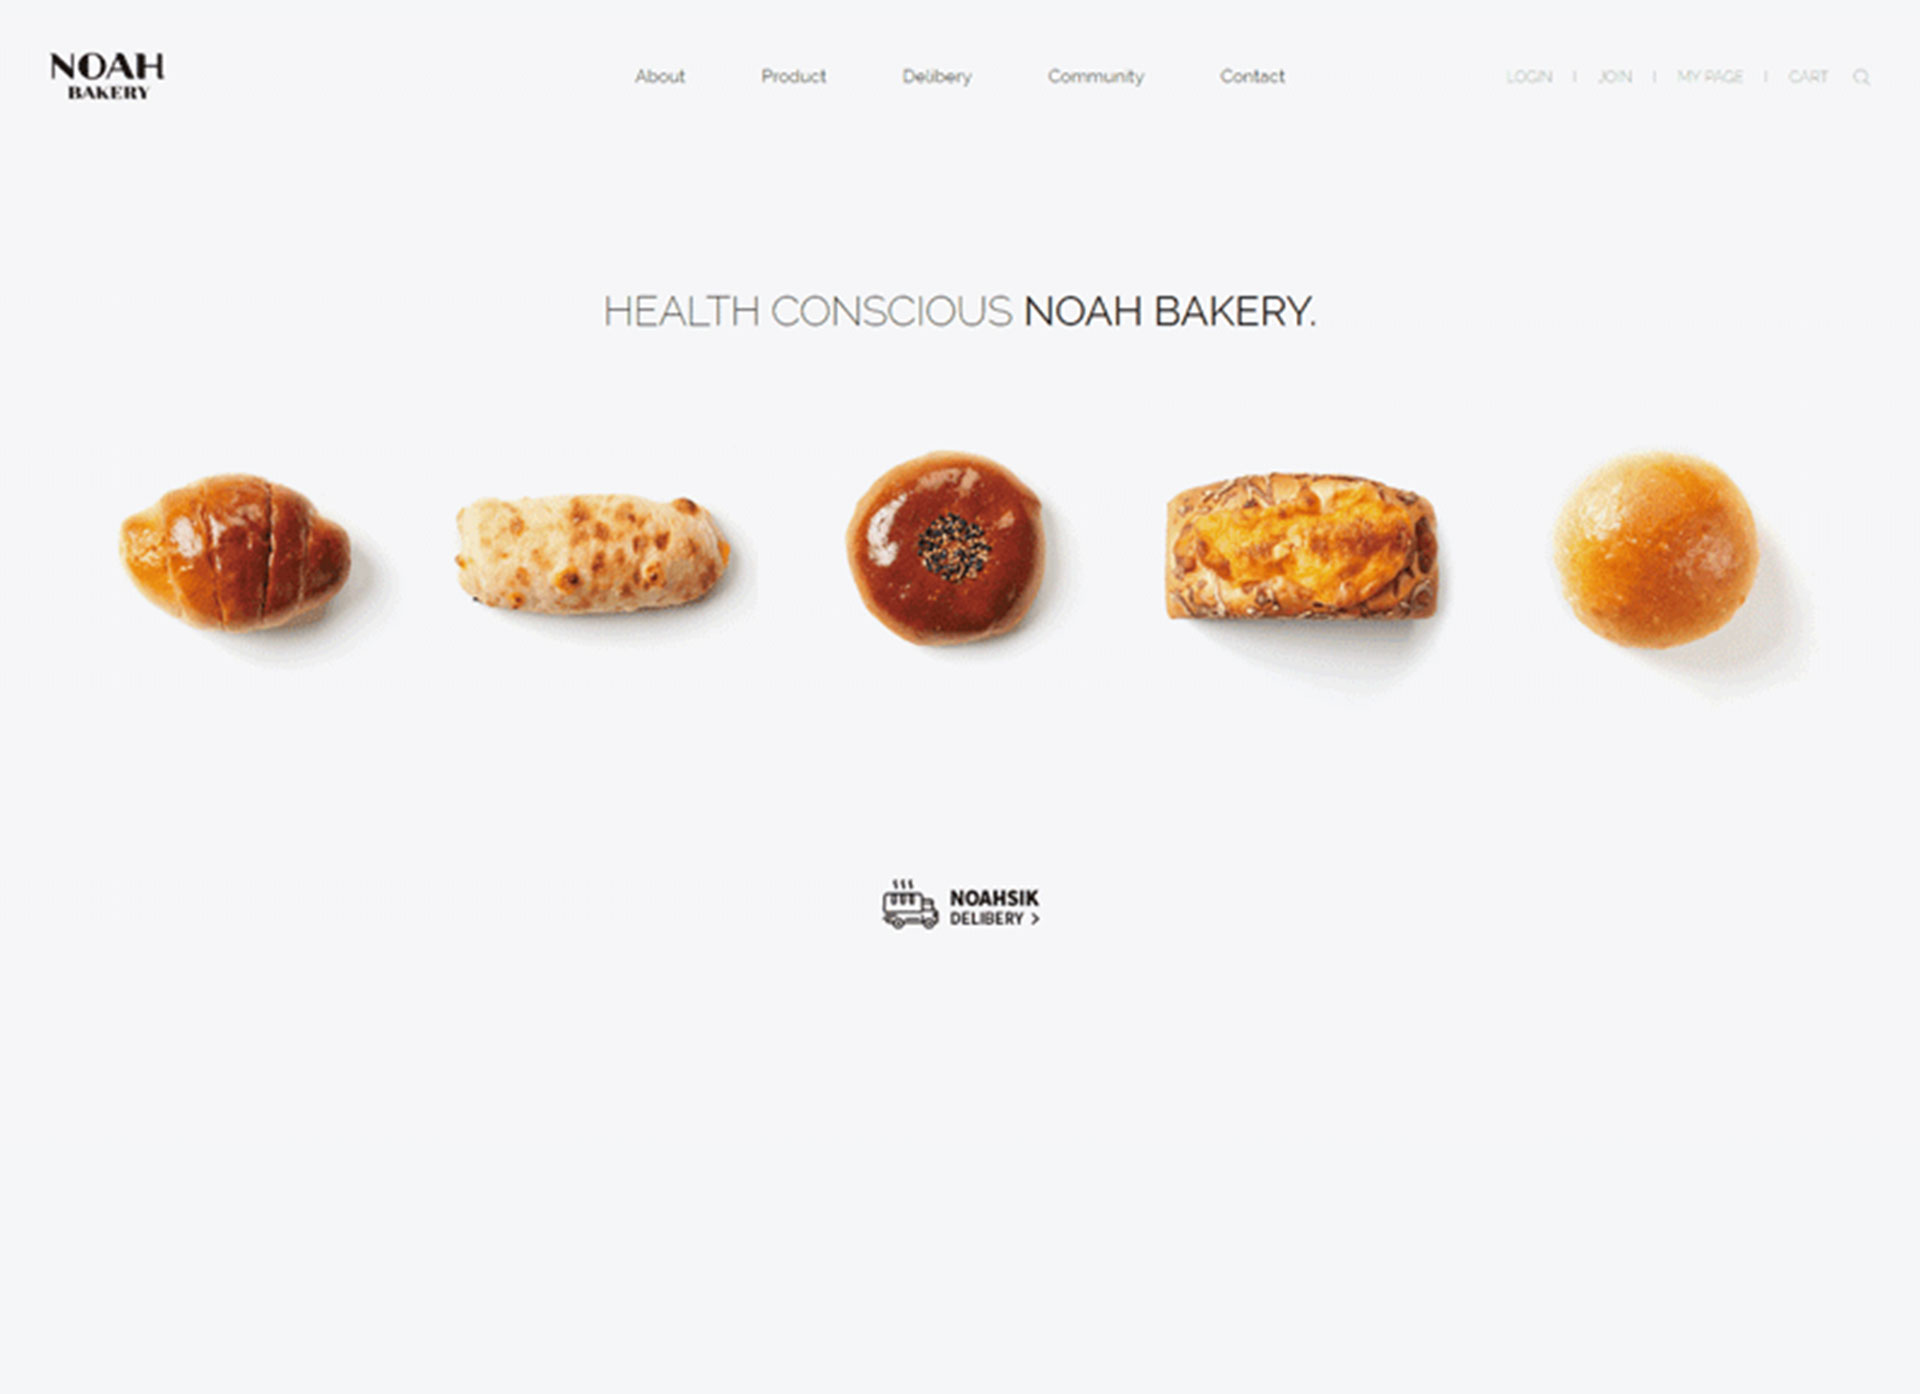 NOAH
BAKERY
About Product Delibery Community Contact
LOGIN | JOIN | MY PAGE | CART
HEALTH CONSCIOUS NOAH BAKERY.
NOAHSIK
DELIBERY >